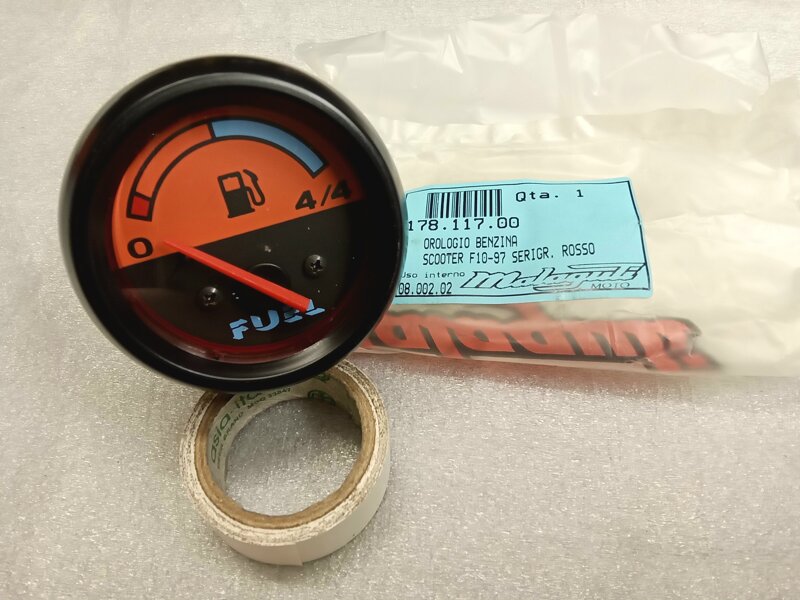 0
4/4
FUEL
Qta. 1
178.117.00
OROLOGIO BENZINA
SCOOTER F10-97 SERIGR. ROSSO
Uso interno
Malaguti
MOTO
08.002.02
malaguti